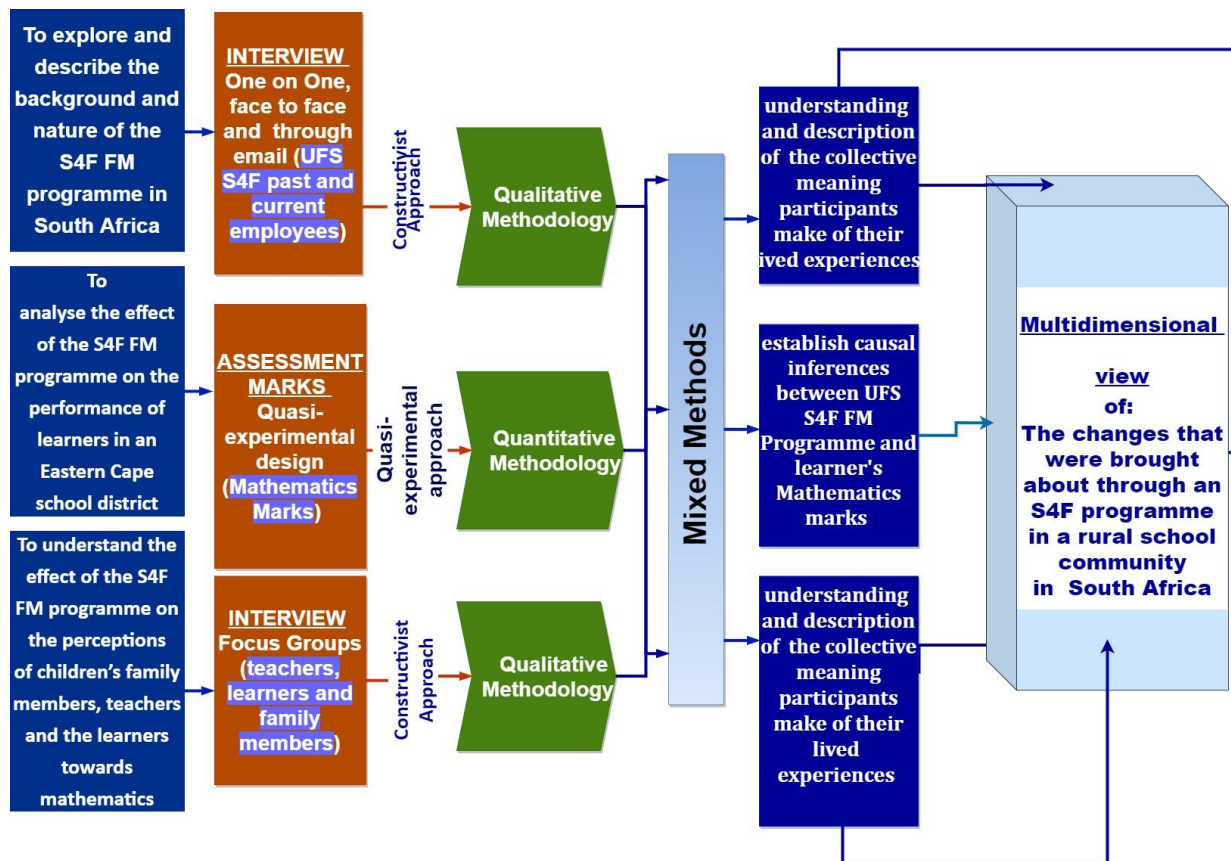 To explore and
describe the
background and
nature of the
S4F FM
programme in
South Africa
INTERVIEW
One on One,
face to face
and through
email (UFS
S4F past and
current
employees)
Constructivist
Approach
Qualitative
Methodology
understanding
and description
of the collective
meaning
participants
make of their
ived experiences
To
analyse the effect
of the S4F FM
programme on the
performance of
learners in an
Eastern Cape
school district
ASSESSMENT
MARKS
Quasi-
experimental
design
(Mathematics
Marks)
Quasi-
experimental
approach
Quantitative
Methodology
Mixed Methods
establish causal
inferences
between UFS
S4F FM
Programme and
learner's
Mathematics
marks
Multidimensional
view
of:
The changes that
were brought
about through an
S4F programme
in a rural school
community
in South Africa
To understand the
effect of the S4F
FM programme on
the perceptions
of children’s family
members, teachers
and the learners
towards
mathematics
INTERVIEW
Focus Groups
(teachers,
learners and
family
members)
Constructivist
Approach
Qualitative
Methodology
understanding
and description
of the collective
meaning
participants
make of their
lived
experiences